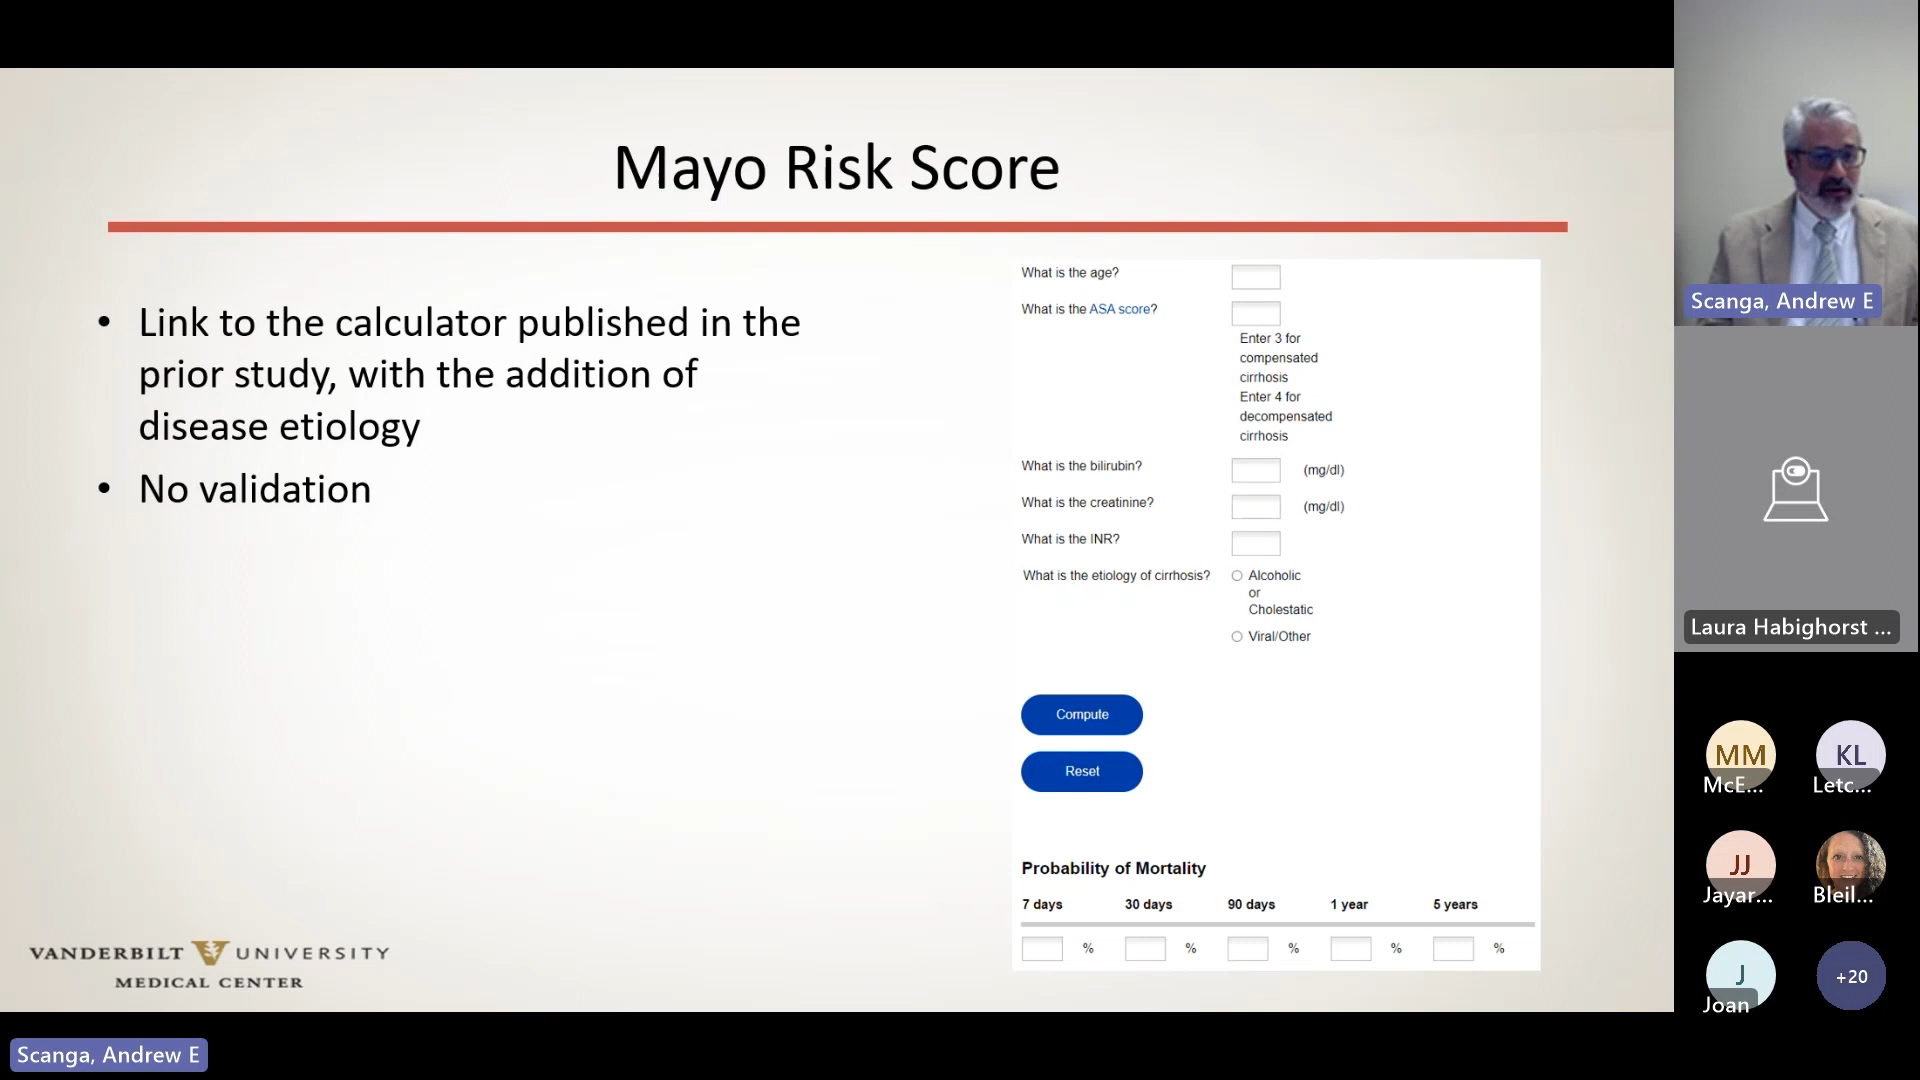 Mayo Risk Score
• Link to the calculator published in the
prior study, with the addition of
disease etiology
• No validation
What is the age?
What is the ASA score?
Enter 3 for
compensated
cirrhosis
Enter 4 for
decompensated
cirrhosis
What is the bilirubin? (mg/dl)
What is the creatinine? (mg/dl)
What is the INR?
What is the etiology of cirrhosis? Alcoholic
or
Cholestatic
Viral/Other
Compute
Reset
Probability of Mortality
7 days 30 days 90 days 1 year 5 years
% % % % %
VANDERBILT UNIVERSITY
MEDICAL CENTER
Scanga, Andrew E
Scanga, Andrew E
Laura Habighorst ...
MM KL
McE... Letc...
JJ
Jayar... Bleil...
J +20
Joan